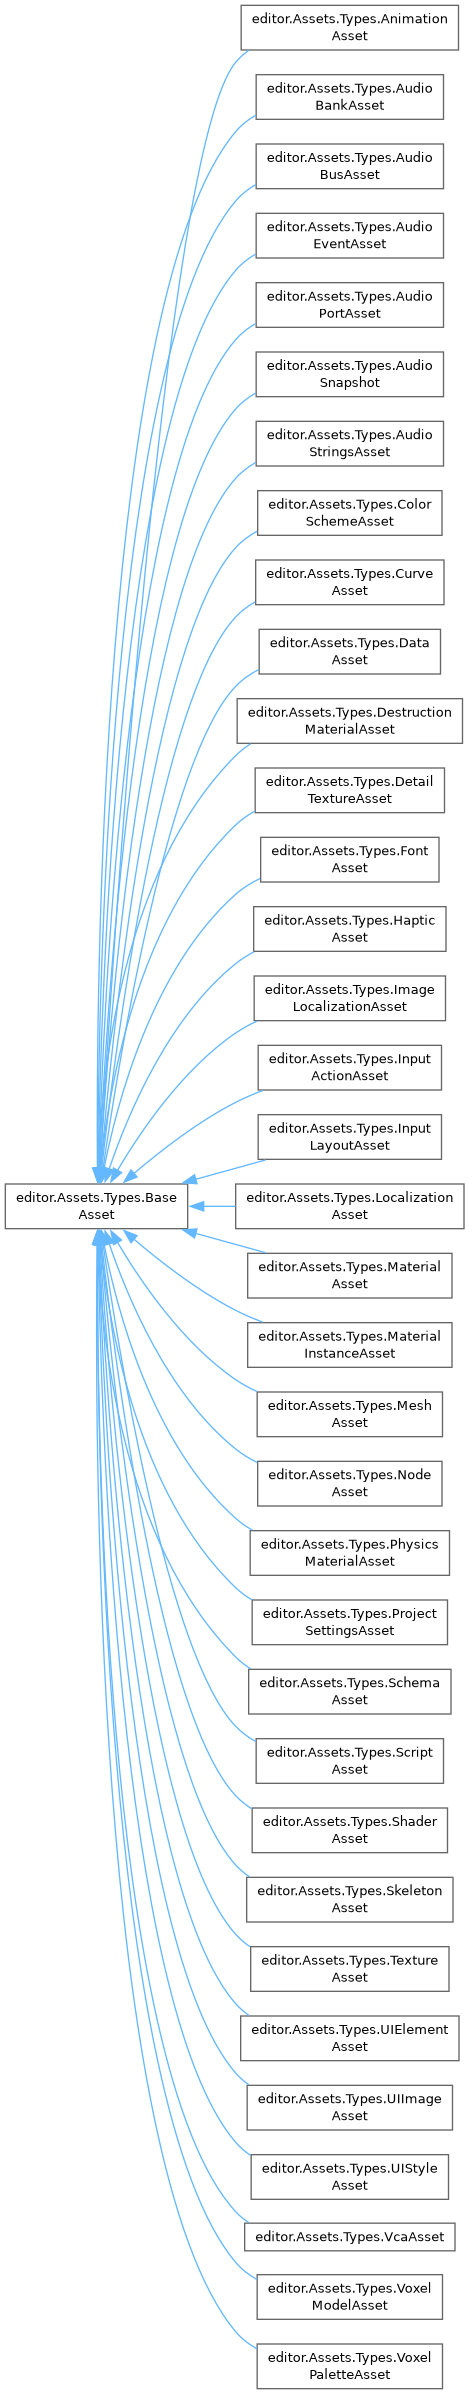 editor.Assets.Types.Animation
Asset
editor.Assets.Types.Audio
BankAsset
editor.Assets.Types.Audio
BusAsset
editor.Assets.Types.Audio
EventAsset
editor.Assets.Types.Audio
PortAsset
editor.Assets.Types.Audio
Snapshot
editor.Assets.Types.Audio
StringsAsset
editor.Assets.Types.Color
SchemeAsset
editor.Assets.Types.Curve
Asset
editor.Assets.Types.Data
Asset
editor.Assets.Types.Destruction
MaterialAsset
editor.Assets.Types.Detail
TextureAsset
editor.Assets.Types.Font
Asset
editor.Assets.Types.Haptic
Asset
editor.Assets.Types.Image
LocalizationAsset
editor.Assets.Types.Input
ActionAsset
editor.Assets.Types.Input
LayoutAsset
editor.Assets.Types.Base
Asset
editor.Assets.Types.Localization
Asset
editor.Assets.Types.Material
Asset
editor.Assets.Types.Material
InstanceAsset
editor.Assets.Types.Mesh
Asset
editor.Assets.Types.Node
Asset
editor.Assets.Types.Physics
MaterialAsset
editor.Assets.Types.Project
SettingsAsset
editor.Assets.Types.Schema
Asset
editor.Assets.Types.Script
Asset
editor.Assets.Types.Shader
Asset
editor.Assets.Types.Skeleton
Asset
editor.Assets.Types.Texture
Asset
editor.Assets.Types.UIElement
Asset
editor.Assets.Types.UIImage
Asset
editor.Assets.Types.UIStyle
Asset
editor.Assets.Types.VcaAsset
editor.Assets.Types.Voxel
ModelAsset
editor.Assets.Types.Voxel
PaletteAsset